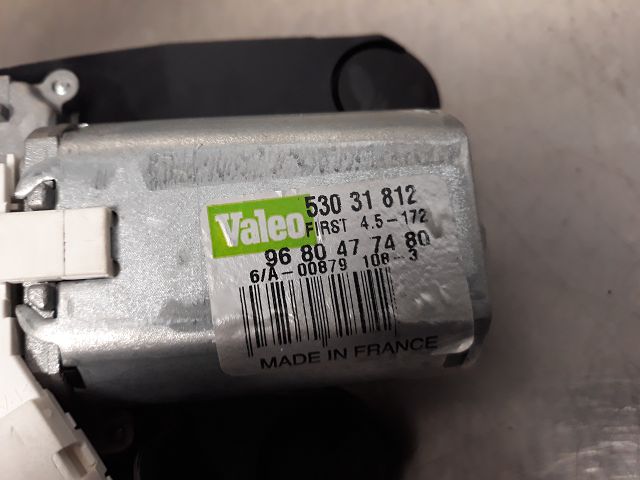 Valeo
530 31 812
FIRST 4.5-172
96 80 47 74 80
6/A-00879 108-3
MADE IN FRANCE